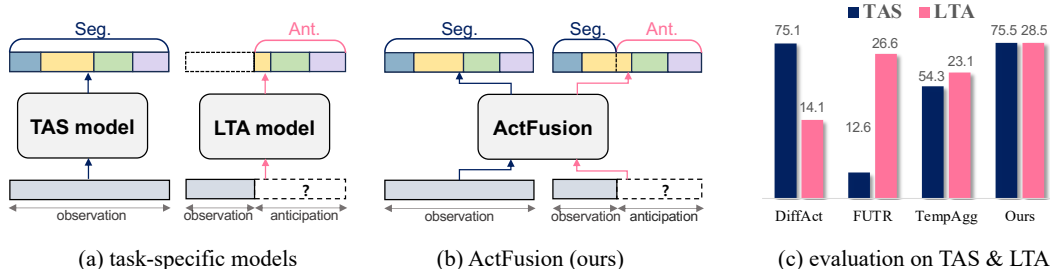 Seg.
Ant.
TAS model
LTA model
?
observation
observation
anticipation
(a) task-specific models
Seg.
Seg.
Ant.
ActFusion
?
observation
observation
anticipation
(b) ActFusion (ours)
TAS LTA
75.1
14.1
12.6
26.6
54.3
23.1
75.5 28.5
DiffAct FUTR TempAgg Ours
(c) evaluation on TAS & LTA